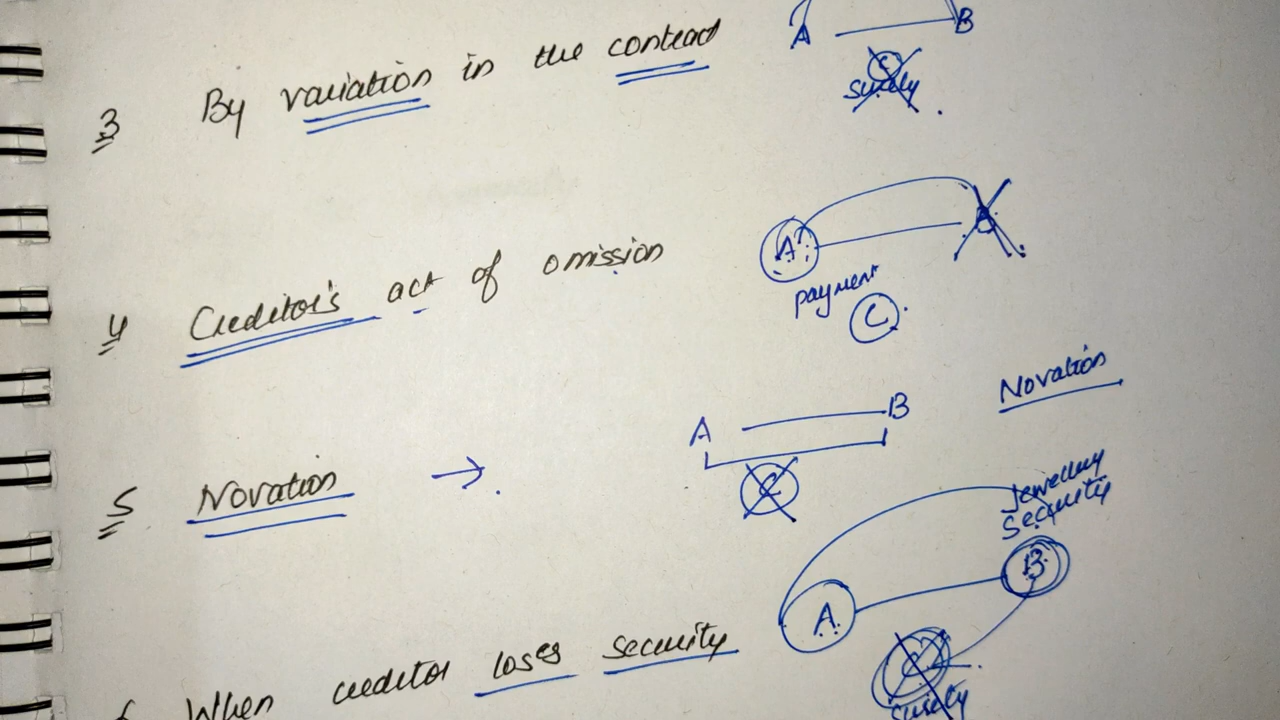 3 By variation in the contract
A B
C
surety
4 Creditor's act of omission
A B
payment
C
Novation
A B
5 Novation →
C
Jewellery
Security
B
A
6 When creditor loses security
C
surety